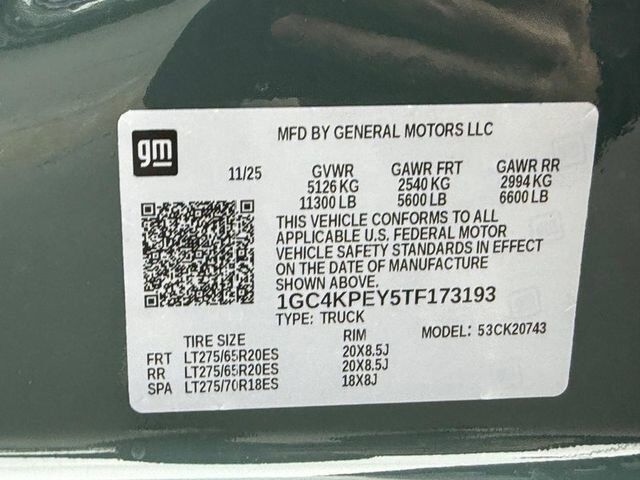 gm
MFD BY GENERAL MOTORS LLC
11/25 GVWR GAWR FRT GAWR RR
5126 KG 2540 KG 2994 KG
11300 LB 5600 LB 6600 LB
THIS VEHICLE CONFORMS TO ALL
APPLICABLE U.S. FEDERAL MOTOR
VEHICLE SAFETY STANDARDS IN EFFECT
ON THE DATE OF MANUFACTURE
SHOWN ABOVE.
1GC4KPEY5TF173193
TYPE: TRUCK MODEL: 53CK20743
TIRE SIZE RIM
FRT LT275/65R20ES 20X8.5J
RR LT275/65R20ES 20X8.5J
SPA LT275/70R18ES 18X8J